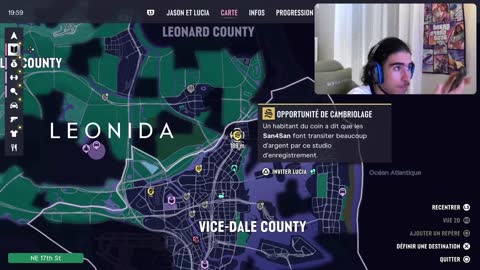 19:59
JASON ET LUCIA
CARTE
INFOS
PROGRESSION
LEONARD COUNTY
COUNTY
LEONIDA
OPPORTUNITÉ DE CAMBRIOLAGE
Un habitant du coin a dit que les
San4San font transiter beaucoup
d'argent par ce studio
d'enregistrement.
INVITER LUCIA
Océan Atlantique
VICE-DALE COUNTY
RECENTRER
VUE 2D
AJOUTER UN REPÈRE
DÉFINIR UNE DESTINATION
QUITTER
NE 17th St